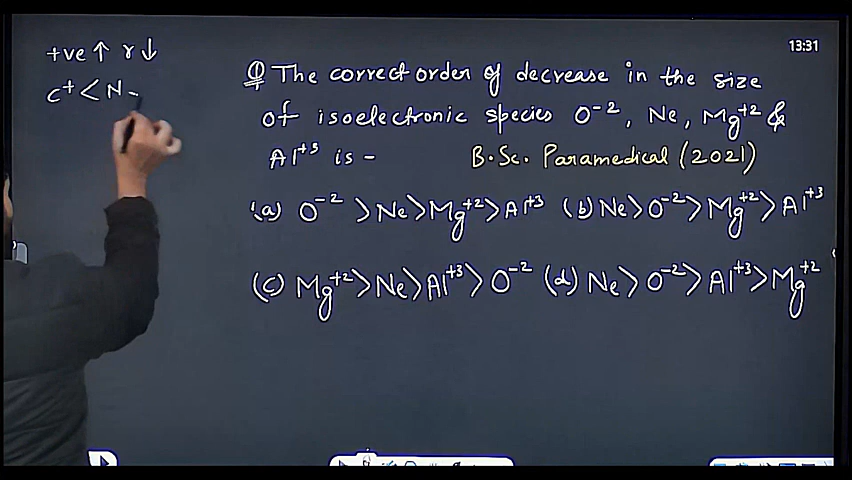 13:31
+ve ↑ r ↓
C+ < N -
Q The correct order of decrease in the size
of isoelectronic species O⁻², Ne, Mg⁺² &
Al⁺³ is - B.Sc. Paramedical (2021)
(a) O⁻² > Ne > Mg⁺² > Al⁺³ (b) Ne > O⁻² > Mg⁺² > Al⁺³
(c) Mg⁺² > Ne > Al⁺³ > O⁻² (d) Ne > O⁻² > Al⁺³ > Mg⁺²